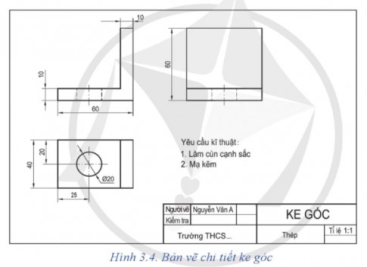 10
10
60
60
40
20
Ø20
25
Yêu cầu kĩ thuật:
1. Làm cùn cạnh sắc
2. Mạ kẽm
Người vẽ Nguyễn Văn A
Kiểm tra
KE GÓC
Trường THCS...
Thép
Tỉ lệ 1:1
Hình 3.4. Bản vẽ chi tiết ke góc